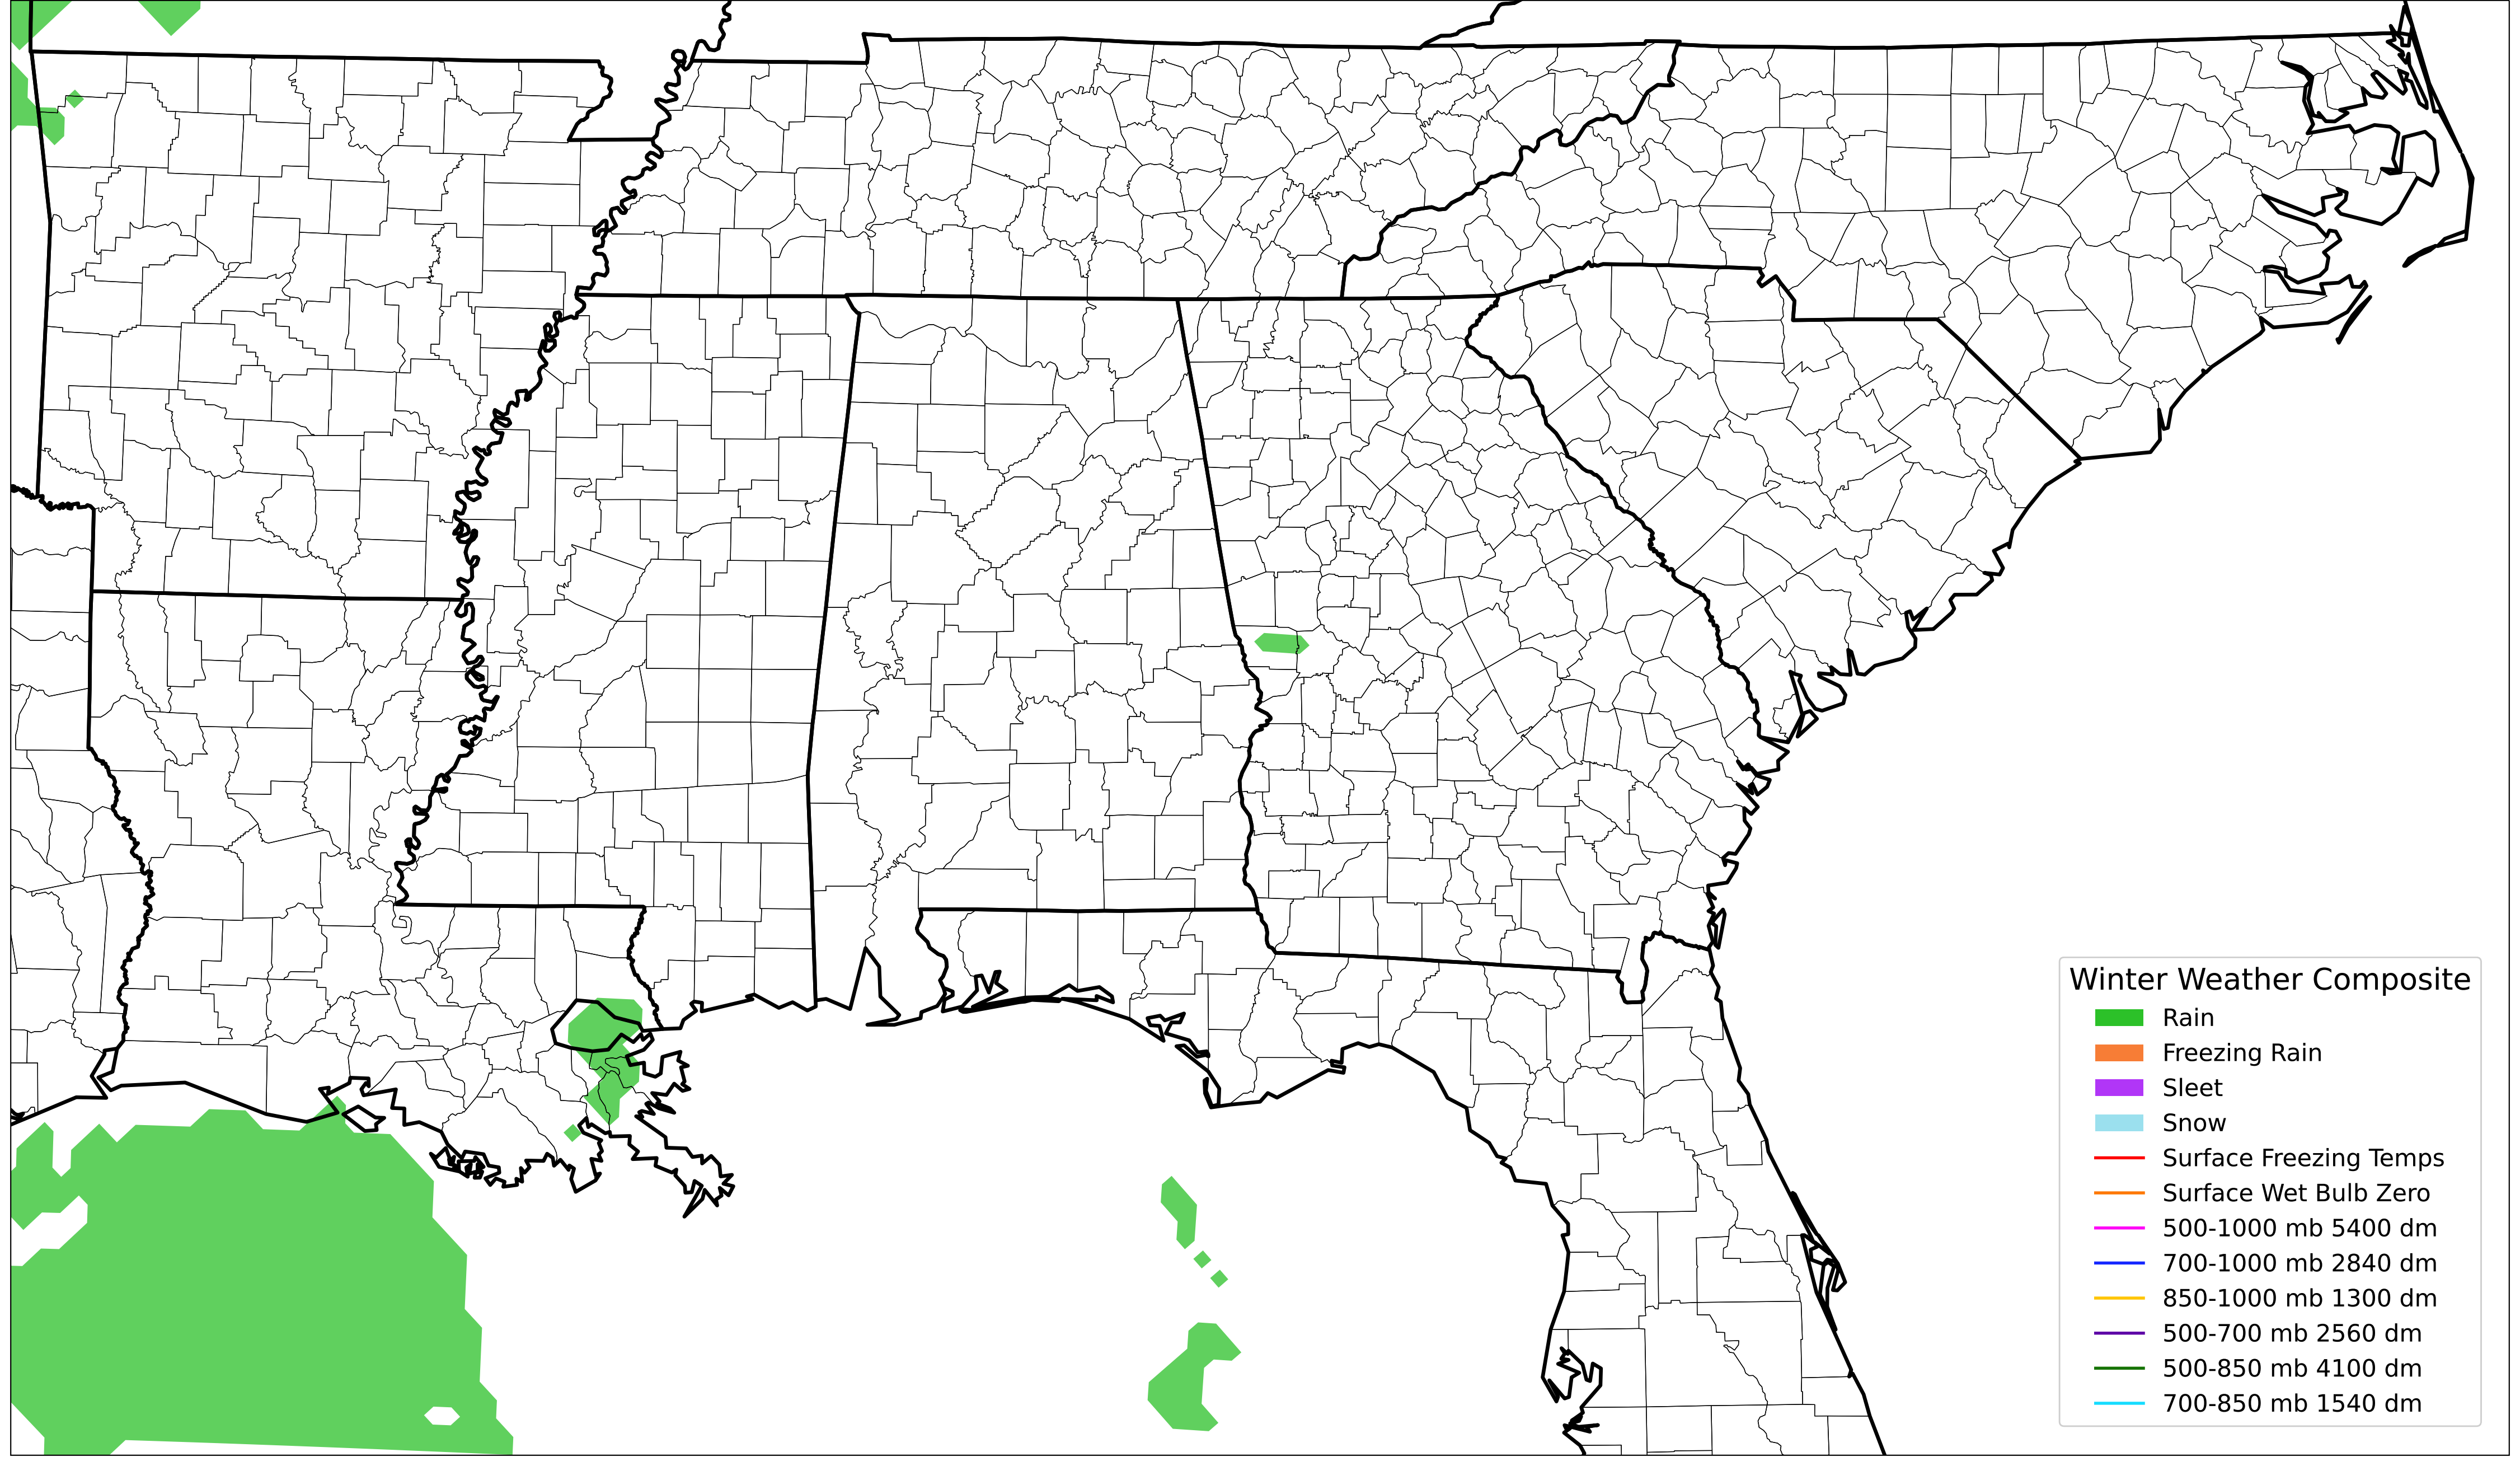 Winter Weather Composite
Rain
Freezing Rain
Sleet
Snow
Surface Freezing Temps
Surface Wet Bulb Zero
500-1000 mb 5400 dm
700-1000 mb 2840 dm
850-1000 mb 1300 dm
500-700 mb 2560 dm
500-850 mb 4100 dm
700-850 mb 1540 dm